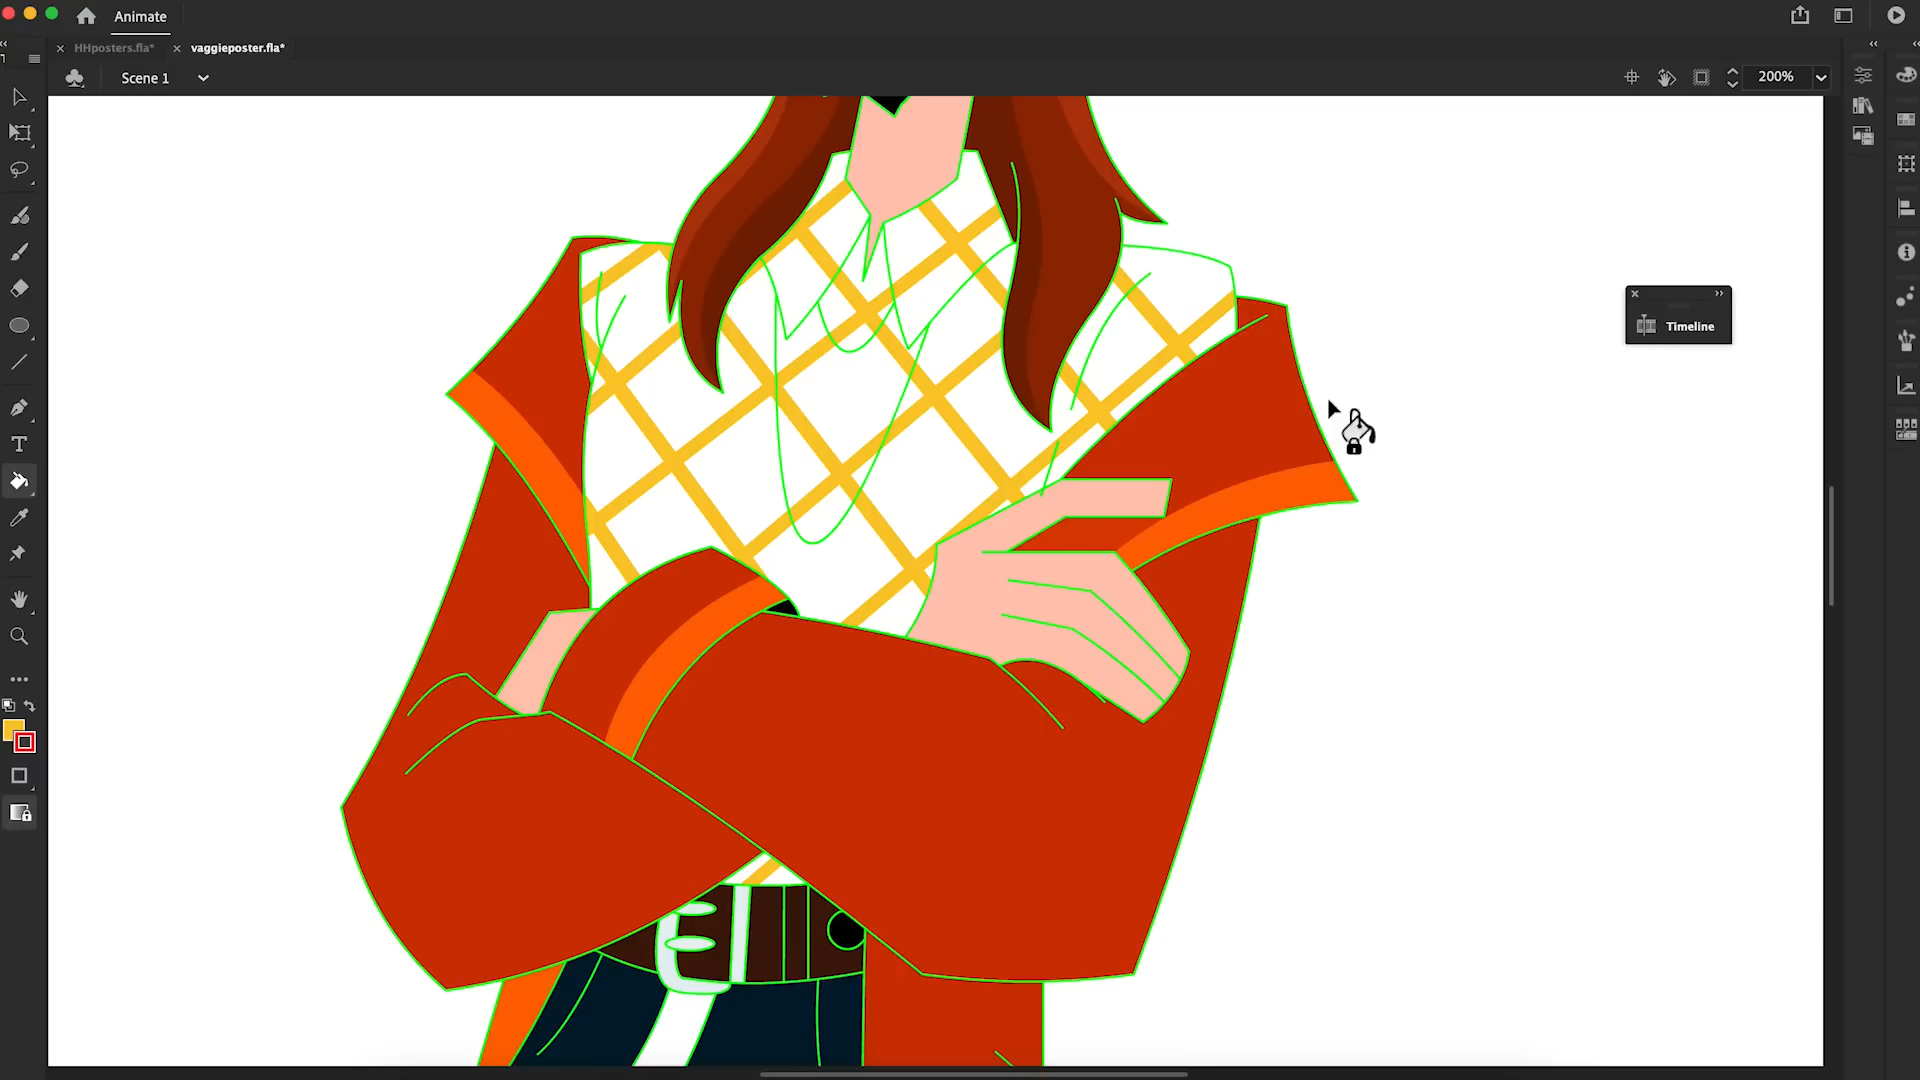 Animate
HHposters.fla*
vaggieposter.fla*
Scene 1
200%
Timeline
T